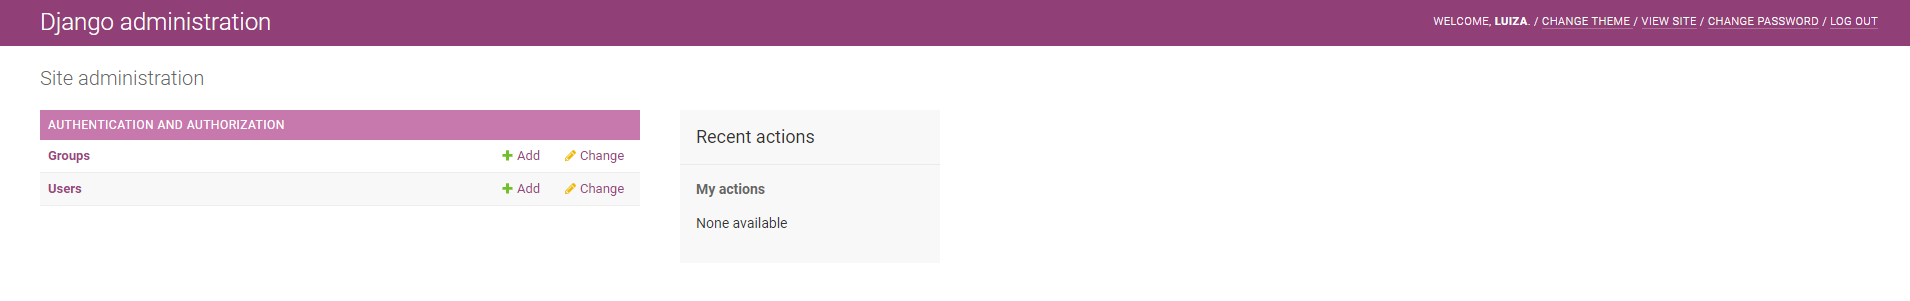 Django administration
WELCOME, LUIZA. / CHANGE THEME / VIEW SITE / CHANGE PASSWORD / LOG OUT
Site administration
AUTHENTICATION AND AUTHORIZATION
Groups Add Change
Users Add Change
Recent actions
My actions
None available